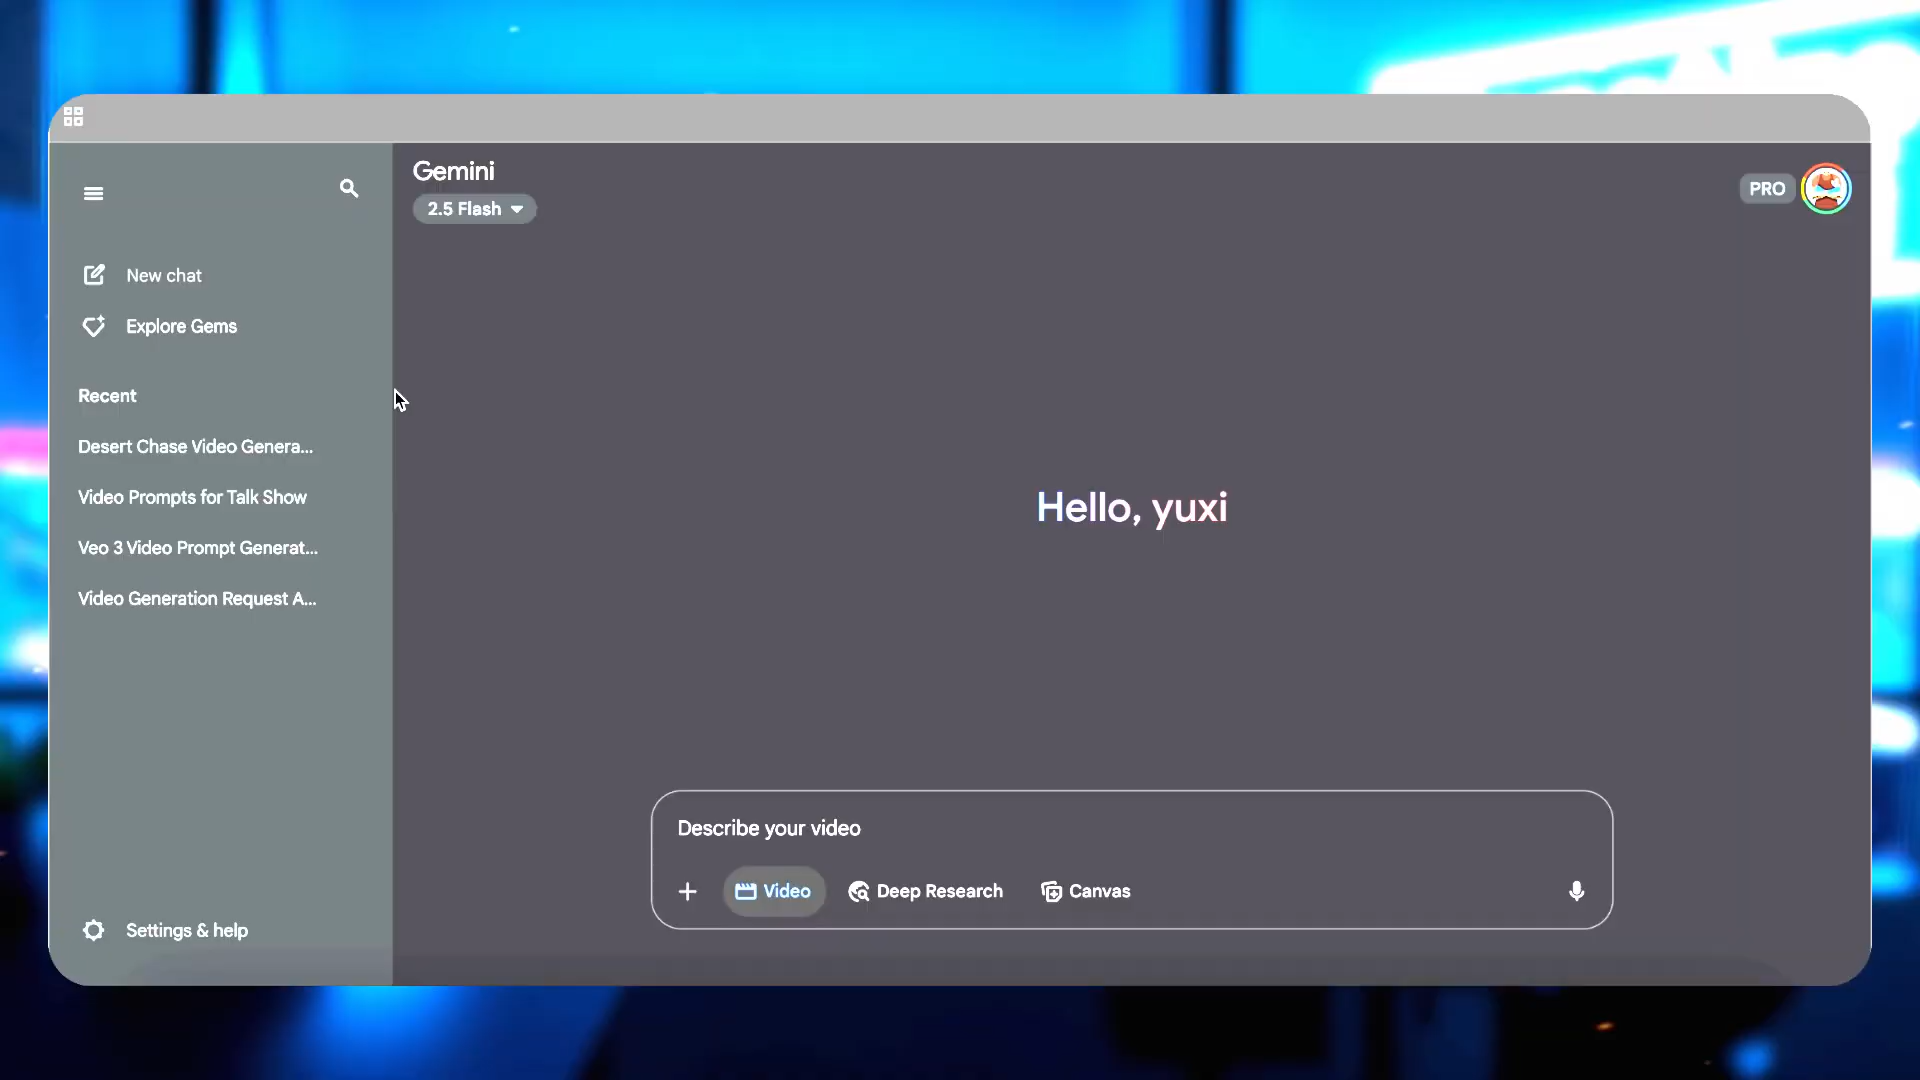 Gemini
2.5 Flash
PRO
New chat
Explore Gems
Recent
Desert Chase Video Genera...
Video Prompts for Talk Show
Veo 3 Video Prompt Generat...
Video Generation Request A...
Settings & help
Hello, yuxi
Describe your video
Video
Deep Research
Canvas